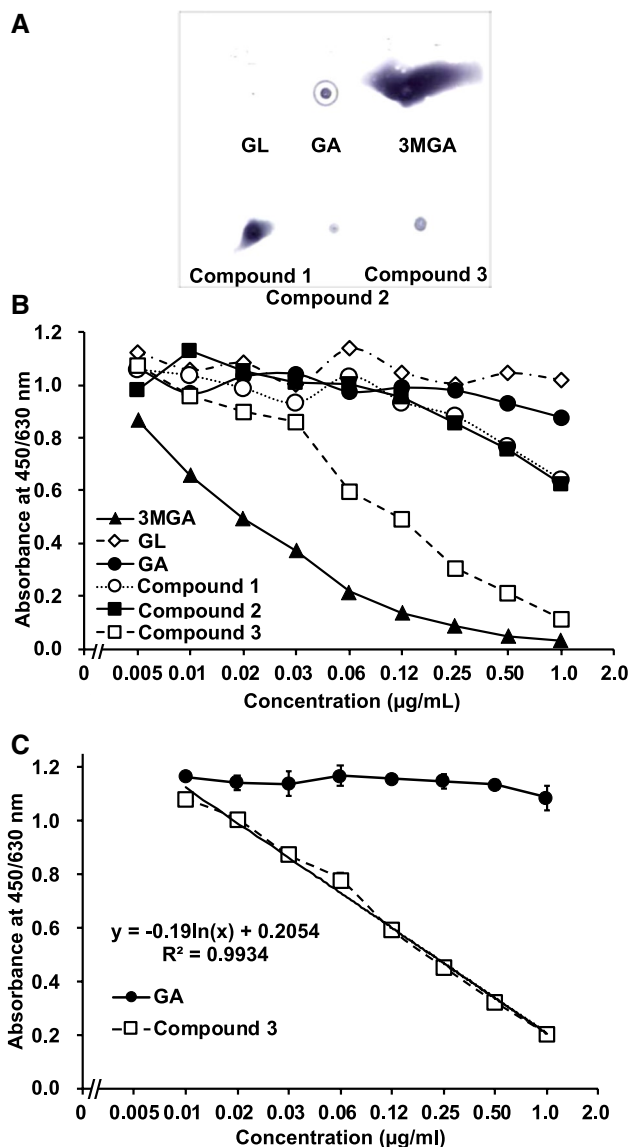 A
GL GA 3MGA
Compound 1 Compound 3
Compound 2
B
1.2
1.0
0.8
0.6
0.4
0.2
0.0
Absorbance at 450/630 nm
3MGA
GL
GA
Compound 1
Compound 2
Compound 3
0 0.005 0.01 0.02 0.03 0.06 0.12 0.25 0.50 1.0 2.0
Concentration (µg/mL)
C
1.2
1.0
0.8
0.6
0.4
0.2
0.0
Absorbance at 450/630 nm
y = -0.19ln(x) + 0.2054
R² = 0.9934
GA
Compound 3
0 0.005 0.01 0.02 0.03 0.06 0.12 0.25 0.50 1.0 2.0
Concentration (µg/ml)